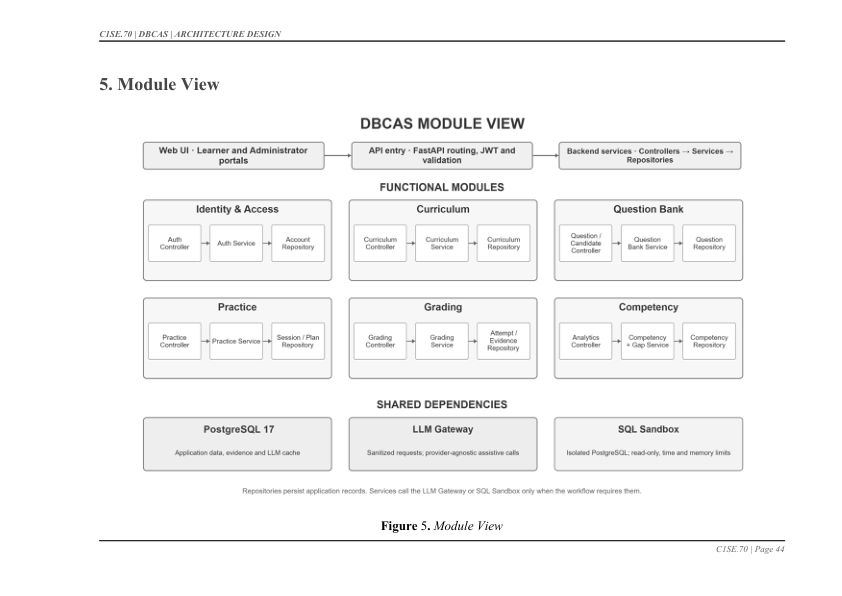 C1SE.70 | DBCAS | ARCHITECTURE DESIGN
5. Module View
DBCAS MODULE VIEW
Web UI · Learner and Administrator
portals
API entry · FastAPI routing, JWT and
validation
Backend services · Controllers → Services →
Repositories
FUNCTIONAL MODULES
Identity & Access
Auth
Controller
Auth Service
Account
Repository
Curriculum
Curriculum
Controller
Curriculum
Service
Curriculum
Repository
Question Bank
Question /
Candidate
Controller
Question
Bank Service
Question
Repository
Practice
Practice
Controller
Practice Service
Session / Plan
Repository
Grading
Grading
Controller
Grading
Service
Attempt /
Evidence
Repository
Competency
Analytics
Controller
Competency
+ Gap Service
Competency
Repository
SHARED DEPENDENCIES
PostgreSQL 17
Application data, evidence and LLM cache
LLM Gateway
Sanitized requests; provider-agnostic assistive calls
SQL Sandbox
Isolated PostgreSQL; read-only, time and memory limits
Repositories persist application records. Services call the LLM Gateway or SQL Sandbox only when the workflow requires them.
Figure 5. Module View
C1SE.70 | Page 44